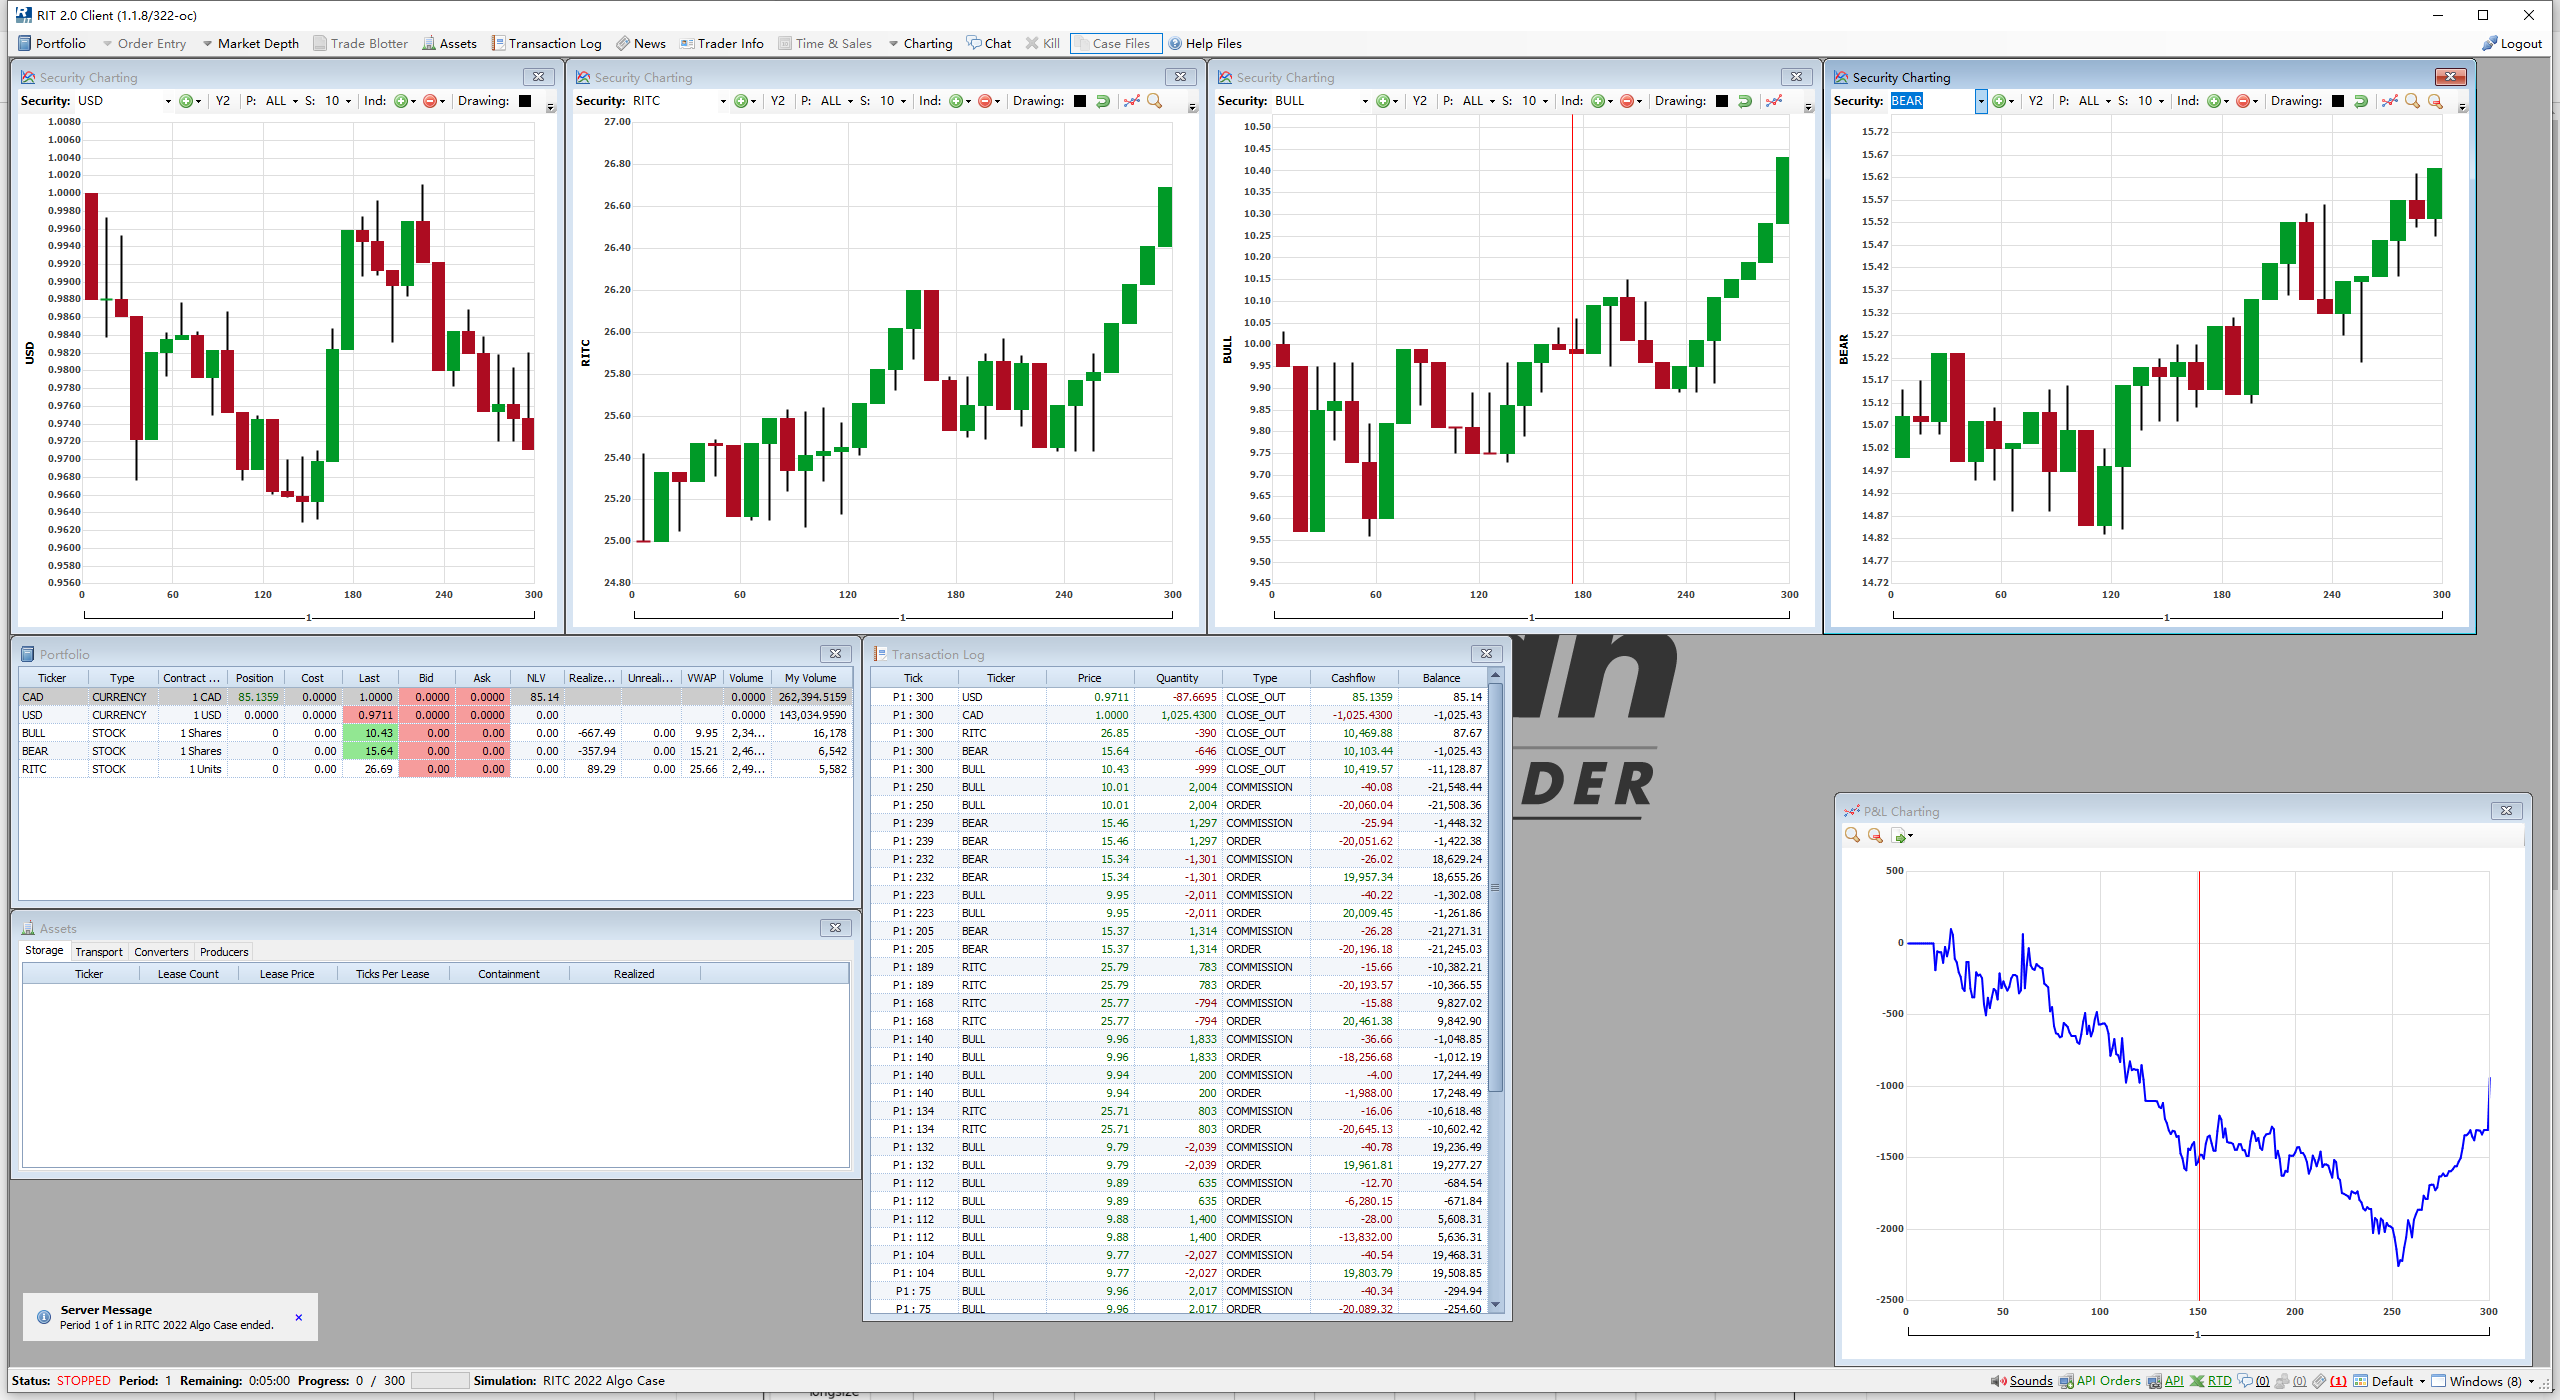 RIT 2.0 Client (1.1.8/322-oc)
Portfolio Order Entry Market Depth Trade Blotter Assets Transaction Log News Trader Info Time & Sales Charting Chat Kill Case Files Help Files Logout
Security Charting
Security: USD Y2 P: ALL S: 10 Ind: Drawing:
1.0080
1.0060
1.0040
1.0020
1.0000
0.9980
0.9960
0.9940
0.9920
0.9900
0.9880
0.9860
0.9840
0.9820
0.9800
0.9780
0.9760
0.9740
0.9720
0.9700
0.9680
0.9660
0.9640
0.9620
0.9600
0.9580
0.9560
USD
0 60 120 180 240 300
1
Security Charting
Security: RITC Y2 P: ALL S: 10 Ind: Drawing:
27.00
26.80
26.60
26.40
26.20
26.00
25.80
25.60
25.40
25.20
25.00
24.80
RITC
0 60 120 180 240 300
1
Security Charting
Security: BULL Y2 P: ALL S: 10 Ind: Drawing:
10.50
10.45
10.40
10.35
10.30
10.25
10.20
10.15
10.10
10.05
10.00
9.95
9.90
9.85
9.80
9.75
9.70
9.65
9.60
9.55
9.50
9.45
BULL
0 60 120 180 240 300
1
Security Charting
Security: BEAR Y2 P: ALL S: 10 Ind: Drawing:
15.72
15.67
15.62
15.57
15.52
15.47
15.42
15.37
15.32
15.27
15.22
15.17
15.12
15.07
15.02
14.97
14.92
14.87
14.82
14.77
14.72
BEAR
0 60 120 180 240 300
1
Portfolio
Ticker Type Contract ... Position Cost Last Bid Ask NLV Realize... Unreali... VWAP Volume My Volume
CAD CURRENCY 1 CAD 85.1359 0.0000 1.0000 0.0000 0.0000 85.14 0.0000 262,394.5159
USD CURRENCY 1 USD 0.0000 0.0000 0.9711 0.0000 0.0000 0.00 0.0000 143,034.9590
BULL STOCK 1 Shares 0 0.00 10.43 0.00 0.00 0.00 -667.49 0.00 9.95 2,34... 16,178
BEAR STOCK 1 Shares 0 0.00 15.64 0.00 0.00 0.00 -357.94 0.00 15.21 2,46... 6,542
RITC STOCK 1 Units 0 0.00 26.69 0.00 0.00 0.00 89.29 0.00 25.66 2,49... 5,582
Assets
Storage Transport Converters Producers
Ticker Lease Count Lease Price Ticks Per Lease Containment Realized
Transaction Log
Tick Ticker Price Quantity Type Cashflow Balance
P1 : 300 USD 0.9711 -87.6695 CLOSE_OUT 85.1359 85.14
P1 : 300 CAD 1.0000 1,025.4300 CLOSE_OUT -1,025.4300 -1,025.43
P1 : 300 RITC 26.85 -390 CLOSE_OUT 10,469.88 87.67
P1 : 300 BEAR 15.64 -646 CLOSE_OUT 10,103.44 -1,025.43
P1 : 300 BULL 10.43 -999 CLOSE_OUT 10,419.57 -11,128.87
P1 : 250 BULL 10.01 2,004 COMMISSION -40.08 -21,548.44
P1 : 250 BULL 10.01 2,004 ORDER -20,060.04 -21,508.36
P1 : 239 BEAR 15.46 1,297 COMMISSION -25.94 -1,448.32
P1 : 239 BEAR 15.46 1,297 ORDER -20,051.62 -1,422.38
P1 : 232 BEAR 15.34 -1,301 COMMISSION -26.02 18,629.24
P1 : 232 BEAR 15.34 -1,301 ORDER 19,957.34 18,655.26
P1 : 223 BULL 9.95 -2,011 COMMISSION -40.22 -1,302.08
P1 : 223 BULL 9.95 -2,011 ORDER 20,009.45 -1,261.86
P1 : 205 BEAR 15.37 1,314 COMMISSION -26.28 -21,271.31
P1 : 205 BEAR 15.37 1,314 ORDER -20,196.18 -21,245.03
P1 : 189 RITC 25.79 783 COMMISSION -15.66 -10,382.21
P1 : 189 RITC 25.79 783 ORDER -20,193.57 -10,366.55
P1 : 168 RITC 25.77 -794 COMMISSION -15.88 9,827.02
P1 : 168 RITC 25.77 -794 ORDER 20,461.38 9,842.90
P1 : 140 BULL 9.96 1,833 COMMISSION -36.66 -1,048.85
P1 : 140 BULL 9.96 1,833 ORDER -18,256.68 -1,012.19
P1 : 140 BULL 9.94 200 COMMISSION -4.00 17,244.49
P1 : 140 BULL 9.94 200 ORDER -1,988.00 17,248.49
P1 : 134 RITC 25.71 803 COMMISSION -16.06 -10,618.48
P1 : 134 RITC 25.71 803 ORDER -20,645.13 -10,602.42
P1 : 132 BULL 9.79 -2,039 COMMISSION -40.78 19,236.49
P1 : 132 BULL 9.79 -2,039 ORDER 19,961.81 19,277.27
P1 : 112 BULL 9.89 635 COMMISSION -12.70 -684.54
P1 : 112 BULL 9.89 635 ORDER -6,280.15 -671.84
P1 : 112 BULL 9.88 1,400 COMMISSION -28.00 5,608.31
P1 : 112 BULL 9.88 1,400 ORDER -13,832.00 5,636.31
P1 : 104 BULL 9.77 -2,027 COMMISSION -40.54 19,468.31
P1 : 104 BULL 9.77 -2,027 ORDER 19,803.79 19,508.85
P1 : 75 BULL 9.96 2,017 COMMISSION -40.34 -294.94
P1 : 75 BULL 9.96 2,017 ORDER -20,089.32 -254.60
DER
P&L Charting
500
0
-500
-1000
-1500
-2000
-2500
0 50 100 150 200 250 300
1
Server Message
Period 1 of 1 in RITC 2022 Algo Case ended.
Status: STOPPED Period: 1 Remaining: 0:05:00 Progress: 0 / 300 Simulation: RITC 2022 Algo Case Sounds API Orders API RTD (0) (0) (1) Default Windows (8)